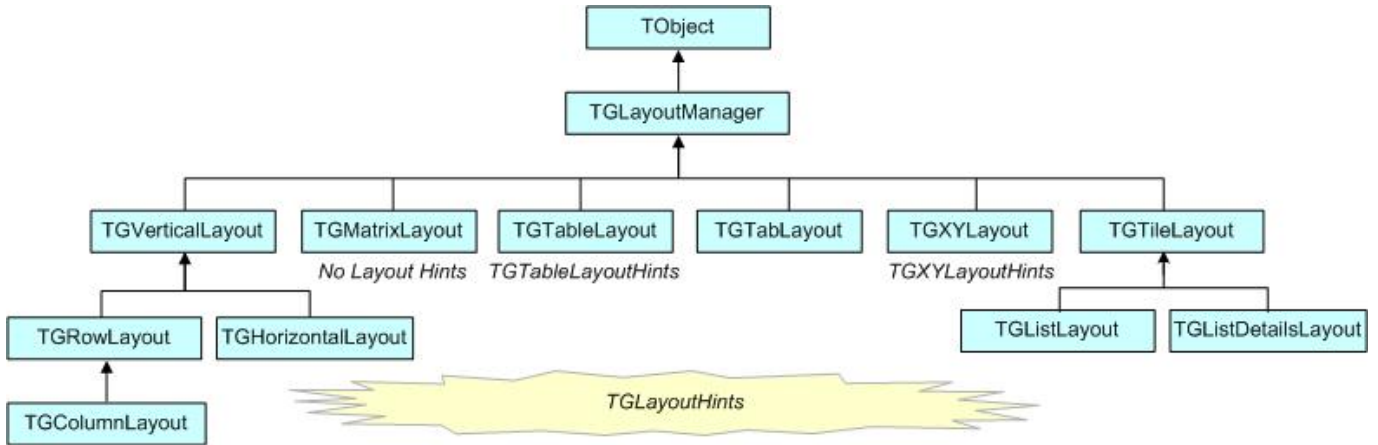 TObject
TGLayoutManager
TGVerticalLayout
TGMatrixLayout
TGTableLayout
TGTabLayout
TGXYLayout
TGTileLayout
No Layout Hints
TGTableLayoutHints
TGXYLayoutHints
TGRowLayout
TGHorizontalLayout
TGListLayout
TGListDetailsLayout
TGLayoutHints
TGColumnLayout